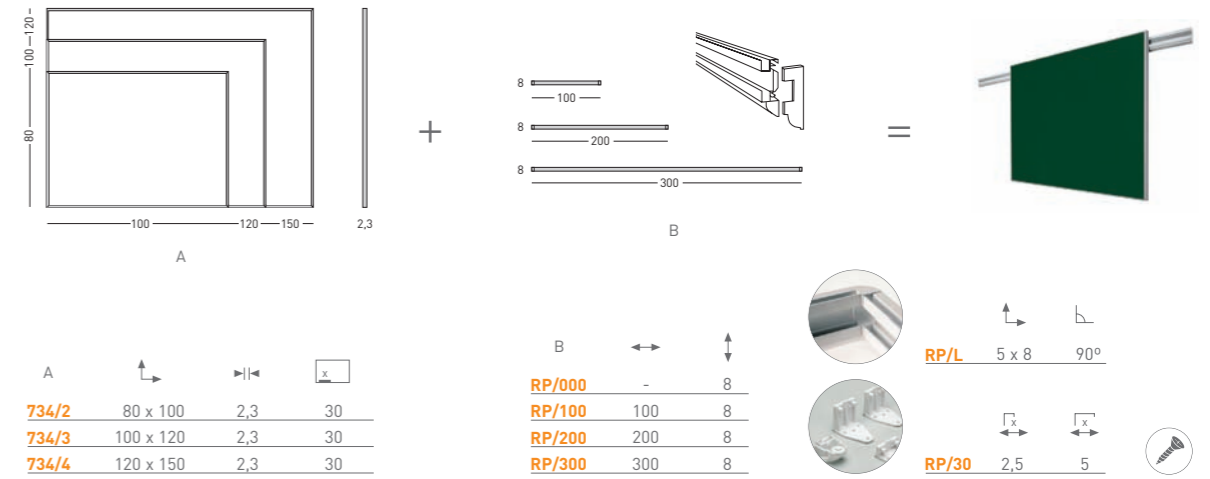 120
100
80
100 120 150 2,3
A
+
8
100
8
200
8
300
B
=
A x
734/2 80 x 100 2,3 30
734/3 100 x 120 2,3 30
734/4 120 x 150 2,3 30
B
RP/000 - 8
RP/100 100 8
RP/200 200 8
RP/300 300 8
RP/L 5 x 8 90º
x x
RP/30 2,5 5